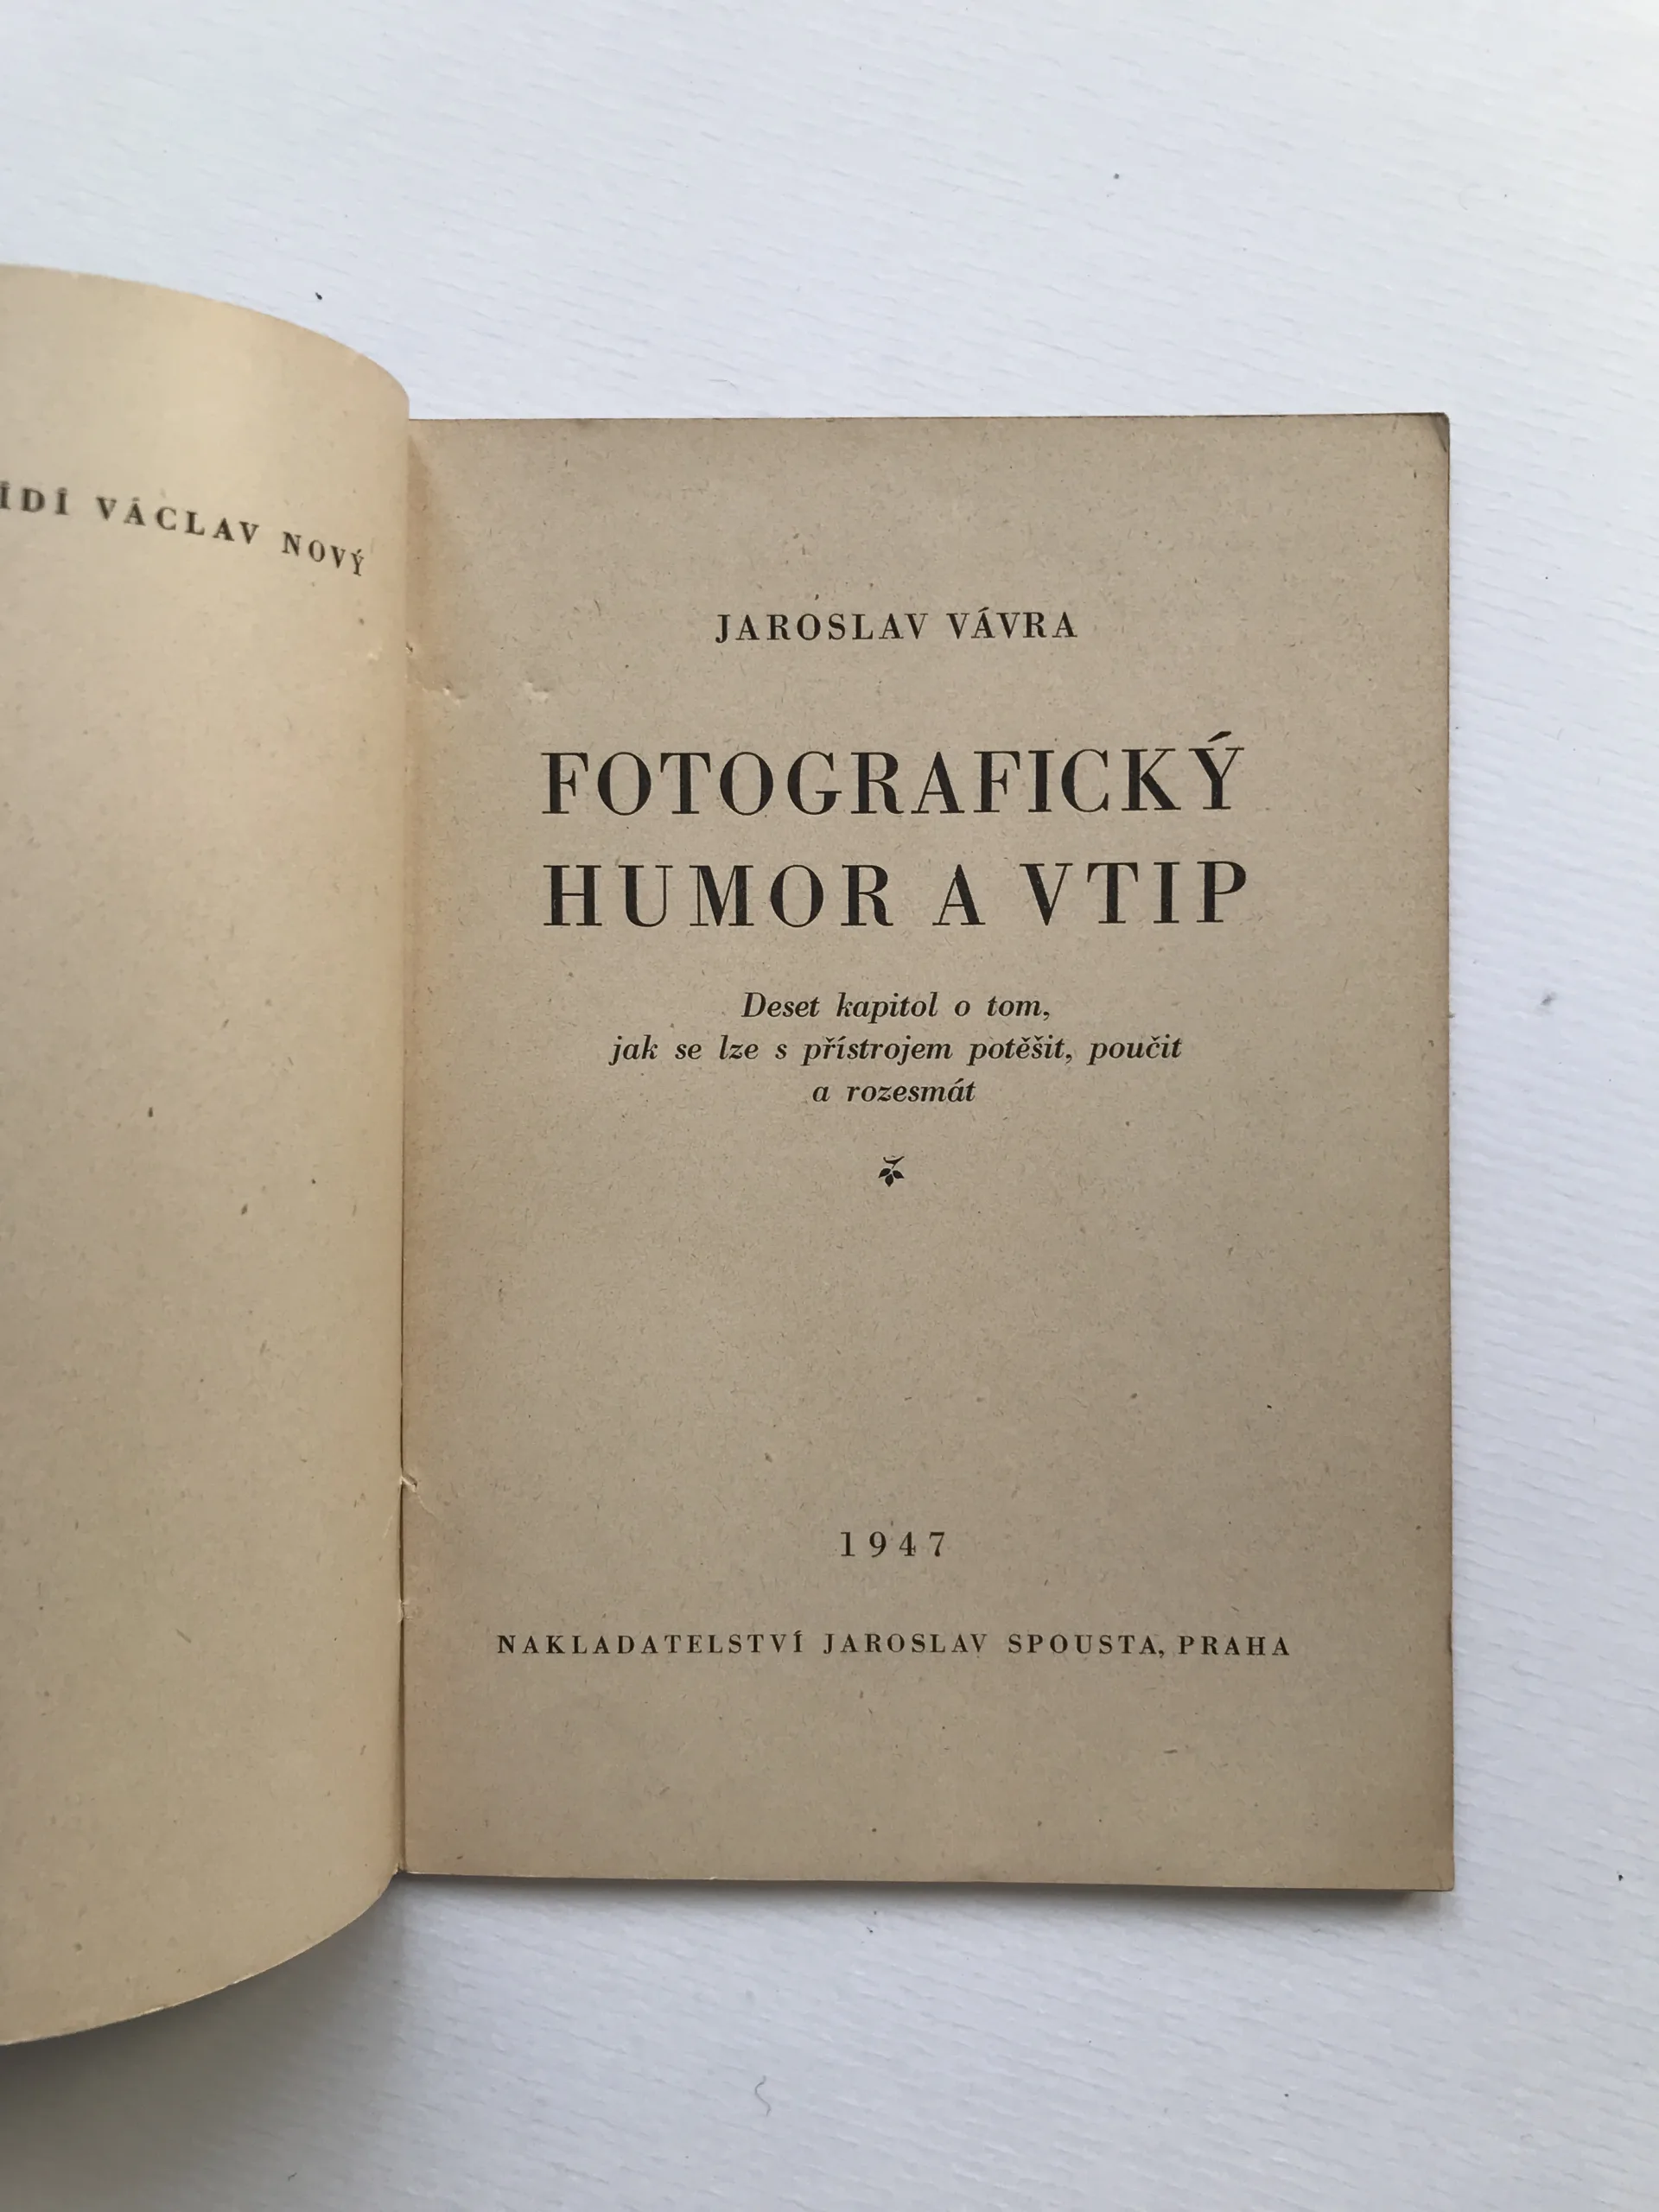 VÁCLAV NOVÝ
JAROSLAV VÁVRA
FOTOGRAFICKÝ
HUMOR A VTIP
Deset kapitol o tom,
jak se lze s přístrojem potěšit, poučit
a rozesmát
1947
NAKLADATELSTVÍ JAROSLAV SPOUSTA, PRAHA